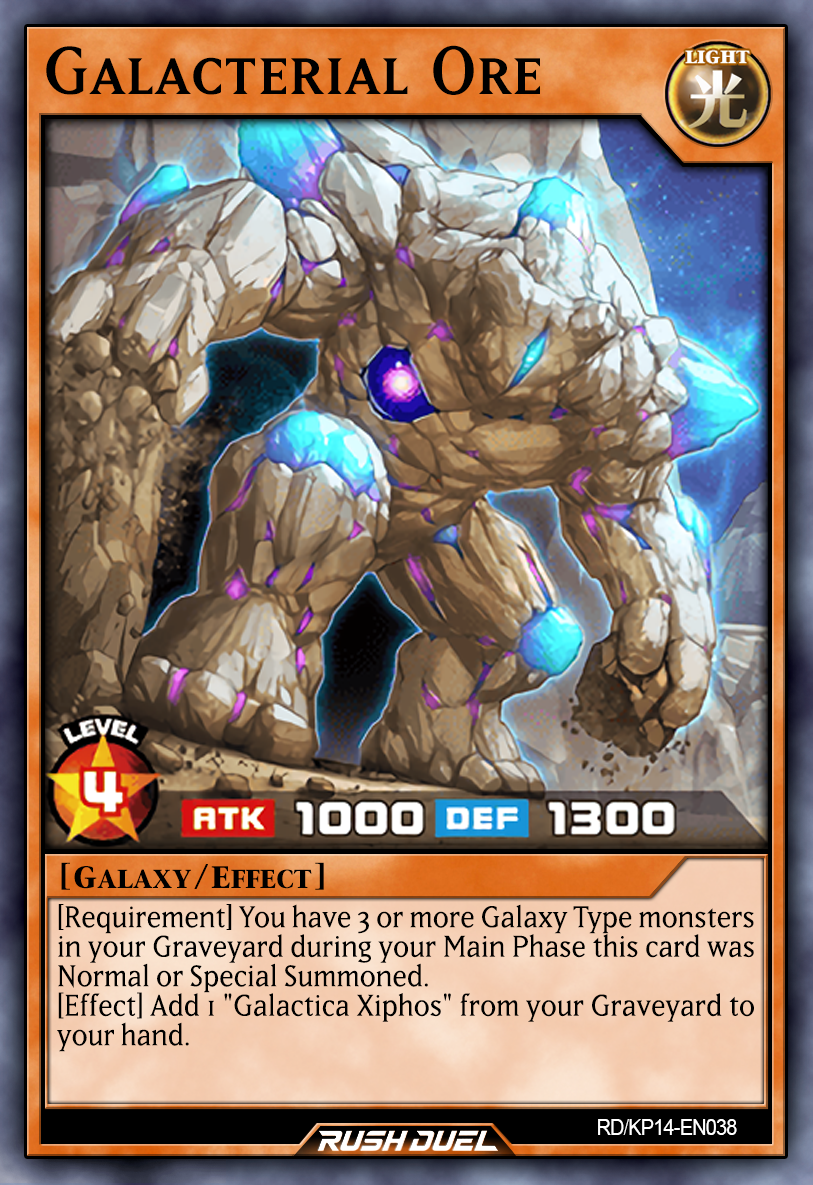 Galacterial Ore
LIGHT
光
LEVEL
4
ATK 1000 DEF 1300
[Galaxy/Effect]
[Requirement] You have 3 or more Galaxy Type monsters
in your Graveyard during your Main Phase this card was
Normal or Special Summoned.
[Effect] Add 1 "Galactica Xiphos" from your Graveyard to
your hand.
RD/KP14-EN038
RUSH DUEL